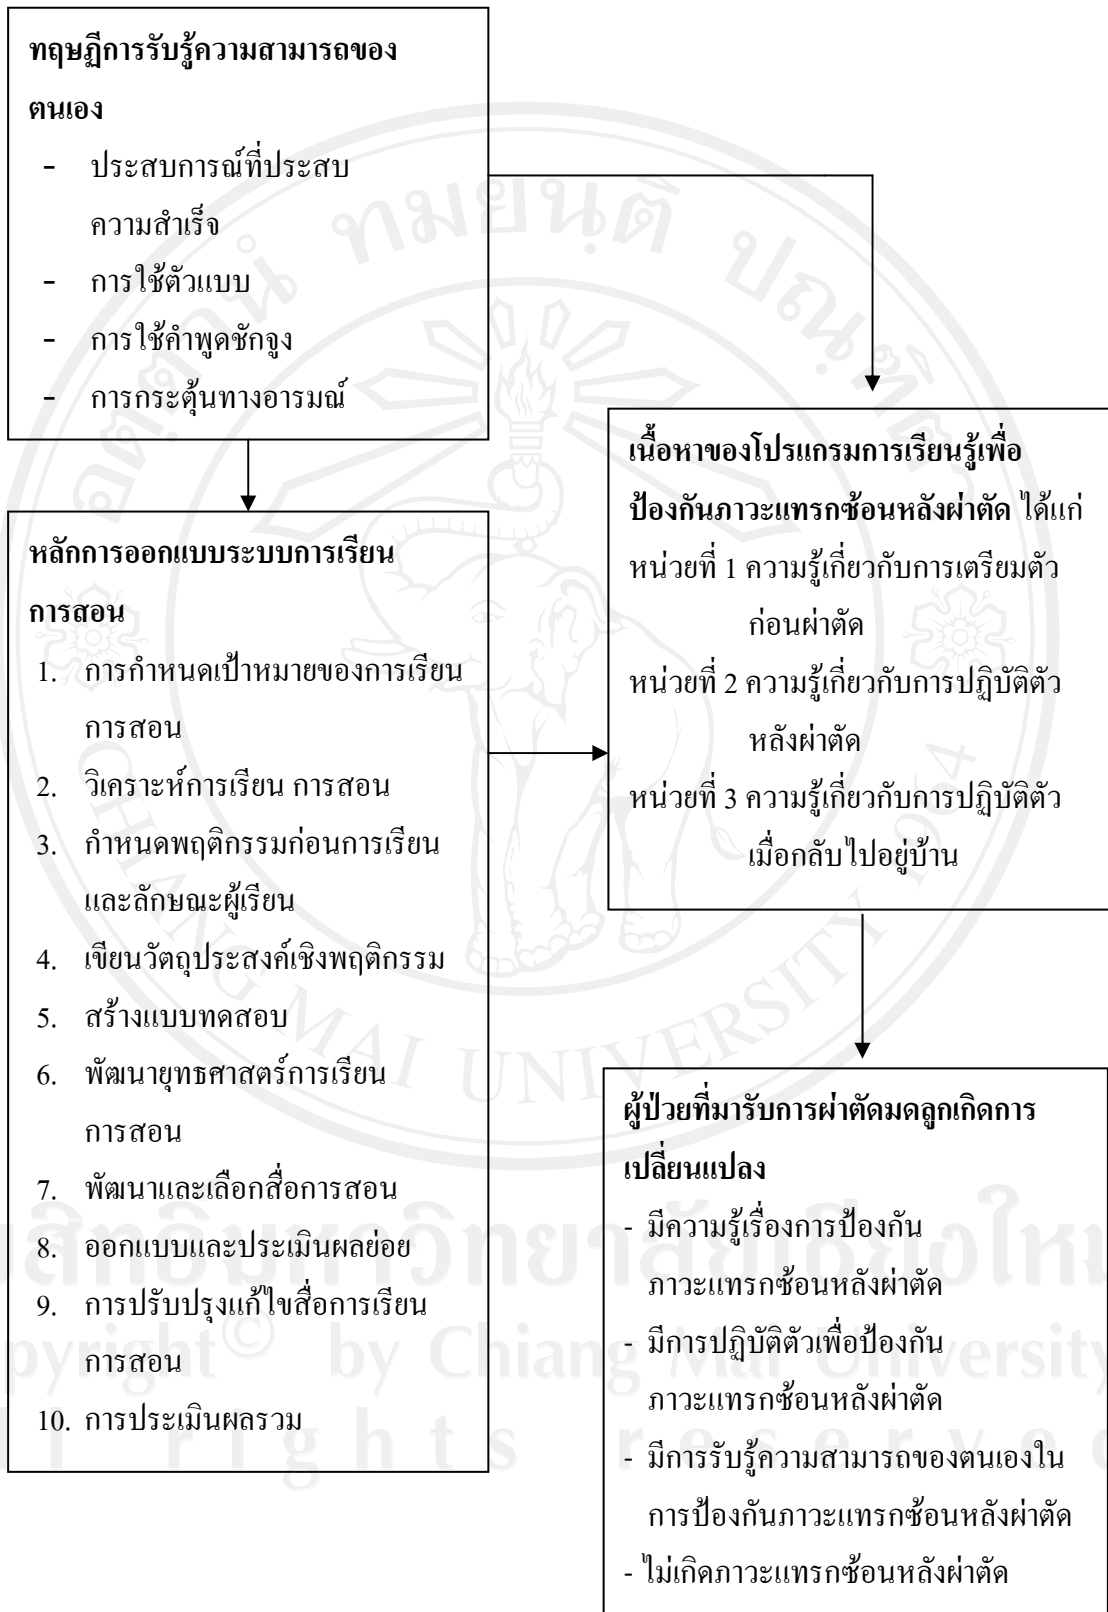 ทฤษฏีการรับรู้ความสามารถของ
ตนเอง
- ประสบการณ์ที่ประสบ
ความสำเร็จ
- การใช้ตัวแบบ
- การใช้คำพูดชักจูง
- การกระตุ้นทางอารมณ์
หลักการออกแบบระบบการเรียน
การสอน
1. การกำหนดเป้าหมายของการเรียน
การสอน
2. วิเคราะห์การเรียน การสอน
3. กำหนดพฤติกรรมก่อนการเรียน
และลักษณะผู้เรียน
4. เขียนวัตถุประสงค์เชิงพฤติกรรม
5. สร้างแบบทดสอบ
6. พัฒนายุทธศาสตร์การเรียน
การสอน
7. พัฒนาและเลือกสื่อการสอน
8. ออกแบบและประเมินผลย่อย
9. การปรับปรุงแก้ไขสื่อการเรียน
การสอน
10. การประเมินผลรวม
เนื้อหาของโปรแกรมการเรียนรู้เพื่อ
ป้องกันภาวะแทรกซ้อนหลังผ่าตัด ได้แก่
หน่วยที่ 1 ความรู้เกี่ยวกับการเตรียมตัว
ก่อนผ่าตัด
หน่วยที่ 2 ความรู้เกี่ยวกับการปฏิบัติตัว
หลังผ่าตัด
หน่วยที่ 3 ความรู้เกี่ยวกับการปฏิบัติตัว
เมื่อกลับไปอยู่บ้าน
ผู้ป่วยที่มารับการผ่าตัดมดลูกเกิดการ
เปลี่ยนแปลง
- มีความรู้เรื่องการป้องกัน
ภาวะแทรกซ้อนหลังผ่าตัด
- มีการปฏิบัติตัวเพื่อป้องกัน
ภาวะแทรกซ้อนหลังผ่าตัด
- มีการรับรู้ความสามารถของตนเองใน
การป้องกันภาวะแทรกซ้อนหลังผ่าตัด
- ไม่เกิดภาวะแทรกซ้อนหลังผ่าตัด
อตฺตานํ ทมยนฺติ ปณฺฑิตา
CHIANG MAI UNIVERSITY 1964
by Chiang Mai University
rights reserved